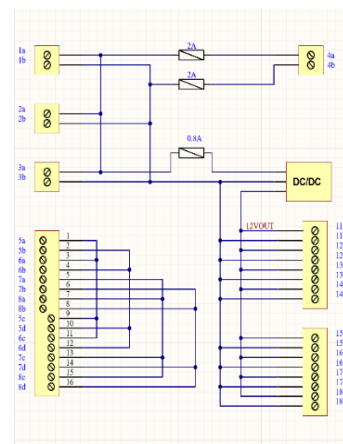 1a
1b
2A
4a
4b
2A
2a
2b
0.8A
3a
3b
DC/DC
12VOUT
11
11
12
12
13
13
14
14
5a 1
5b 2
6a 3
6b 4
7a 5
7b 6
8a 7
8b 8
5c 9
5d 10
6c 11
6d 12
7c 13
7d 14
8c 15
8d 16
15
15
16
16
17
17
18
18